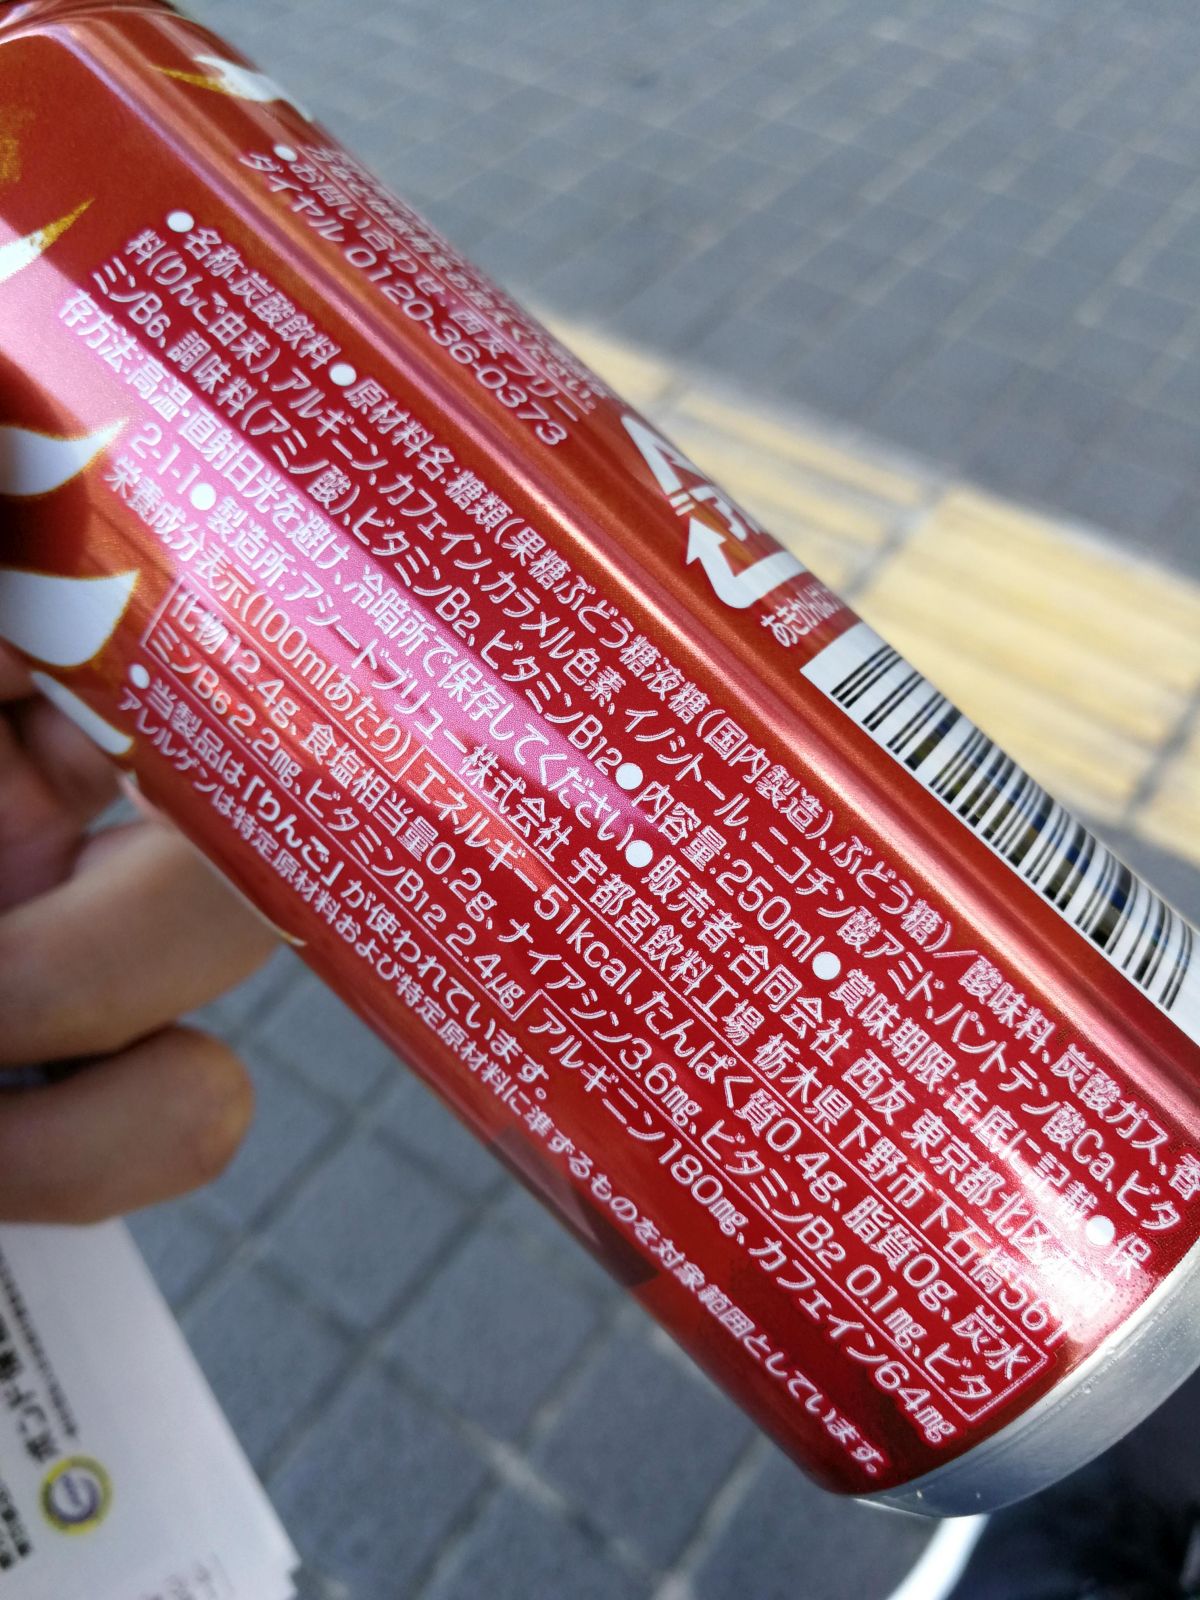 ●お問い合わせ:西友フリー
ダイヤル 0120-36-0373
●名称:炭酸飲料●原材料名:糖類(果糖ぶどう糖液糖(国内製造)、ぶどう糖)/酸味料、炭酸ガス、香
料(りんご由来)、アルギニン、カフェイン、カラメル色素、イノシトール、ニコチン酸アミド、パントテン酸Ca、ビタ
ミンB6、調味料(アミノ酸)、ビタミンB2、ビタミンB12●内容量:250ml●賞味期限:缶底に記載●保
存方法:高温・直射日光を避け、冷暗所で保存してください●販売者:合同会社 西友 東京都北区
2-1-1●製造所:アシードブリュー株式会社 宇都宮飲料工場 栃木県下野市下石橋561
栄養成分表示(100mlあたり) エネルギー51kcal、たんぱく質0.4g、脂質0g、炭水
化物12.4g、食塩相当量0.2g、ナイアシン3.6mg、ビタミンB2 0.1mg、ビタ
ミンB6 2.2mg、ビタミンB12 2.4μg アルギニン180mg、カフェイン64mg
●当製品は「りんご」が使われています。
アレルゲンは特定原材料および特定原材料に準ずるものを対象範囲としています。